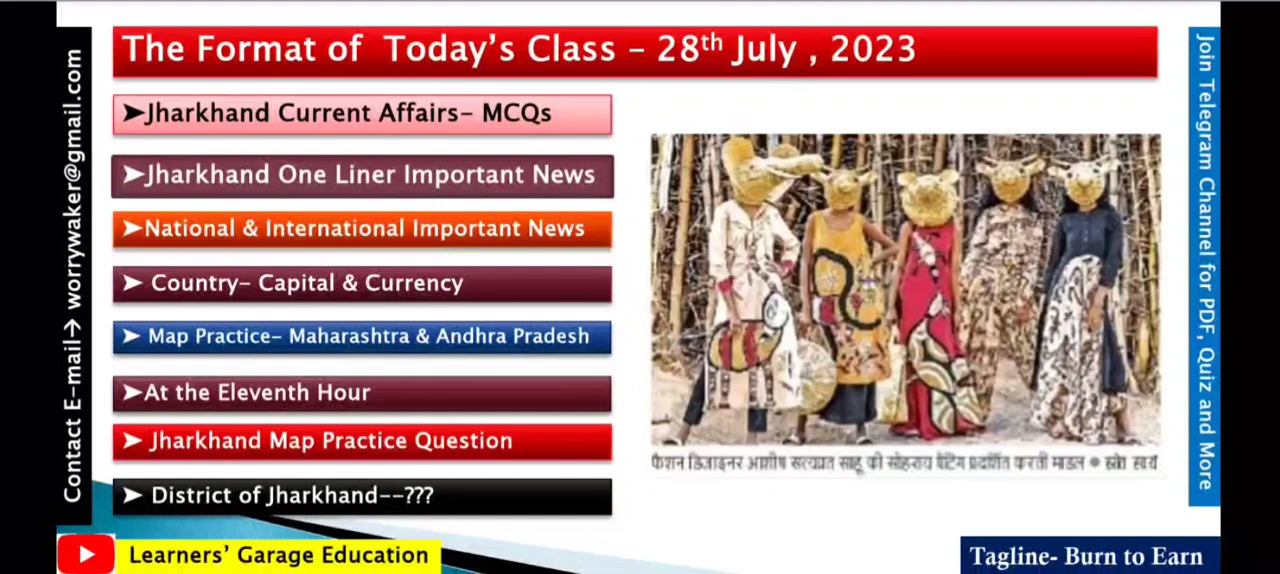 The Format of Today's Class – 28th July , 2023
➤Jharkhand Current Affairs– MCQs
➤Jharkhand One Liner Important News
➤National & International Important News
➤ Country– Capital & Currency
➤ Map Practice– Maharashtra & Andhra Pradesh
➤At the Eleventh Hour
➤ Jharkhand Map Practice Question
➤ District of Jharkhand––???
फैशन डिजाइनर आशीष सत्यव्रत साहू की सोहराय पेंटिंग प्रदर्शित करती माडल ● स्रोत स्वयं
Contact E–mail→ worrywaker@gmail.com
Join Telegram Channel for PDF, Quiz and More
Learners' Garage Education
Tagline- Burn to Earn